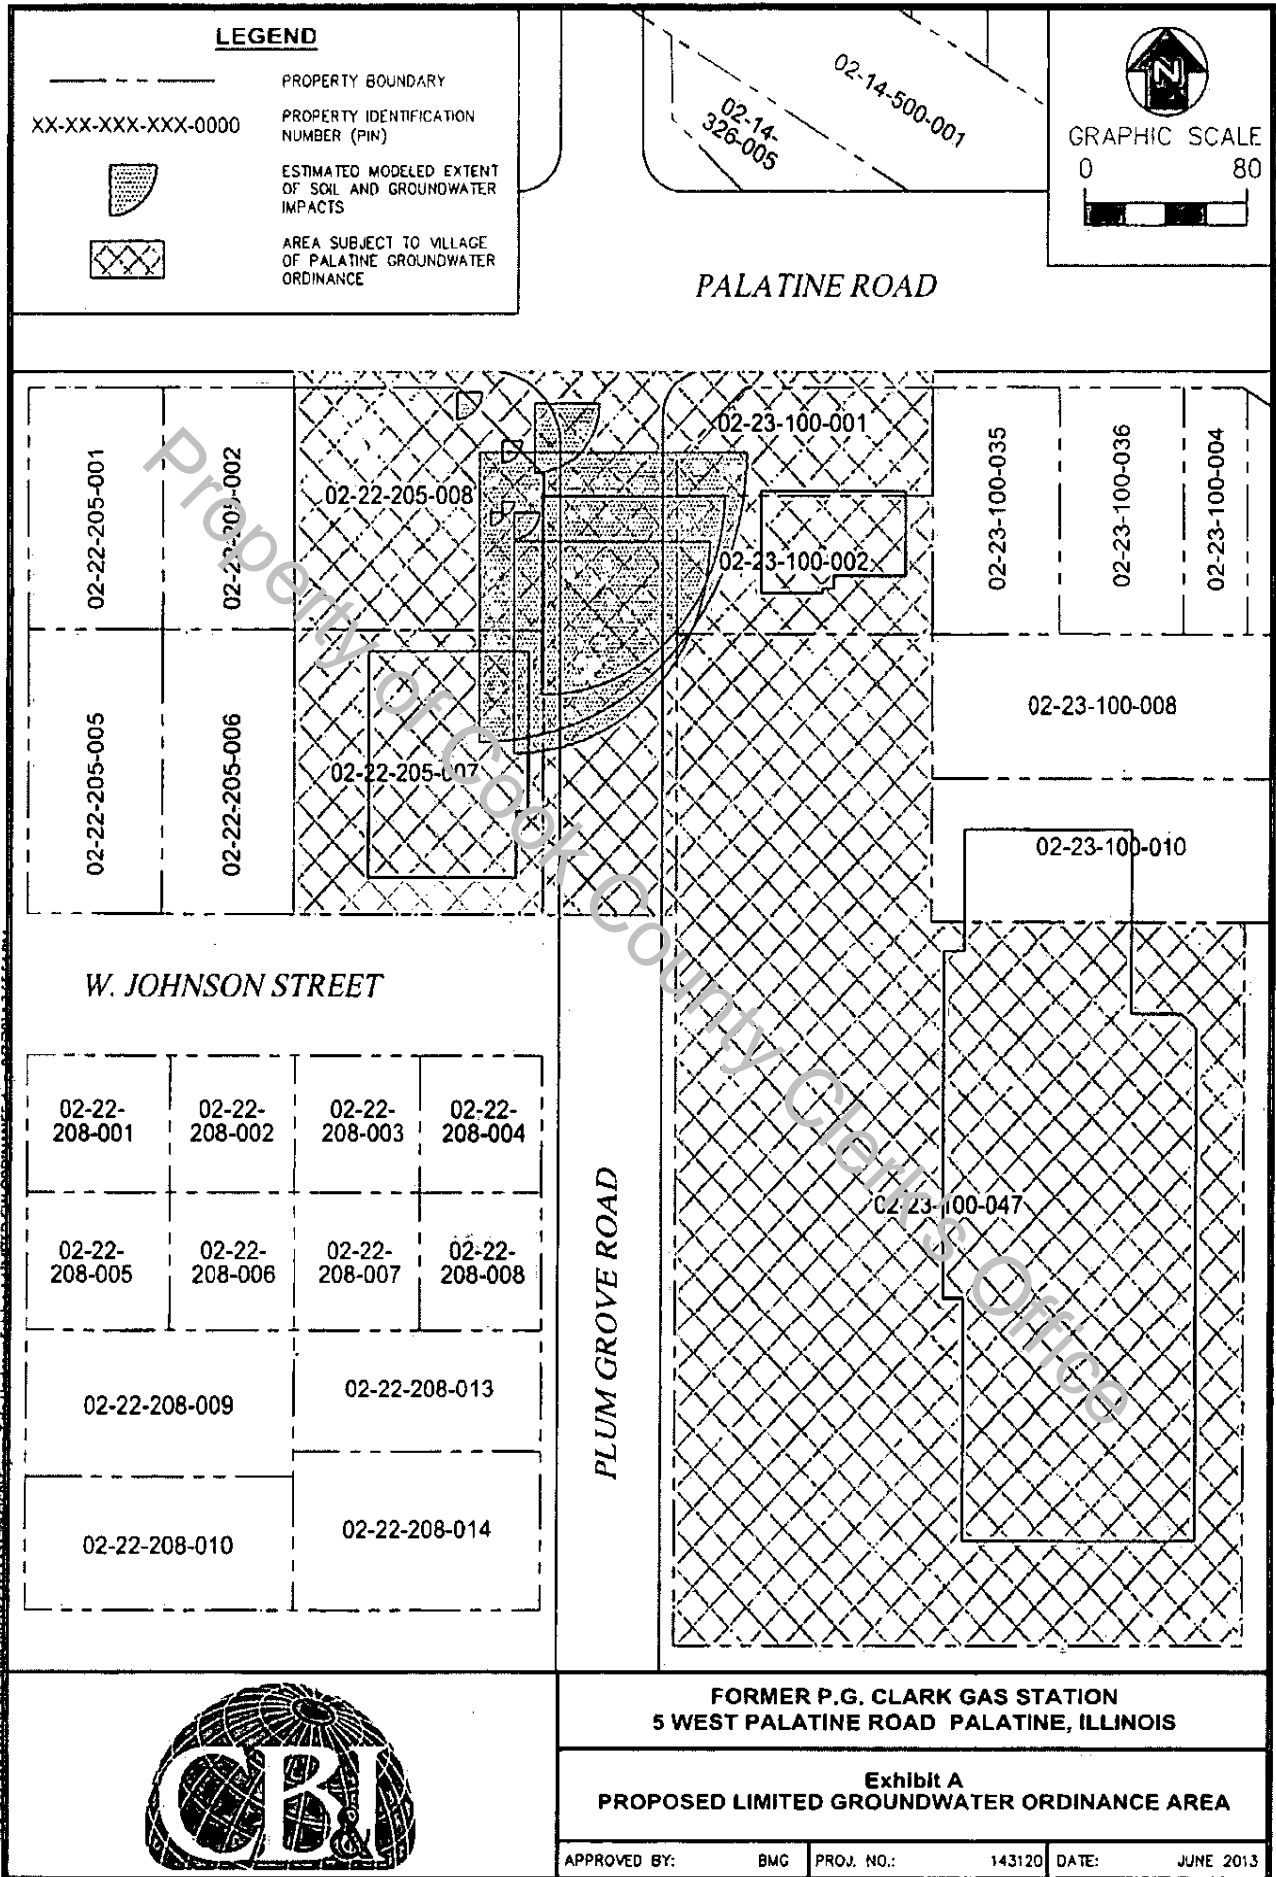 LEGEND
PROPERTY BOUNDARY
XX-XX-XXX-XXX-0000
PROPERTY IDENTIFICATION
NUMBER (PIN)
ESTIMATED MODELED EXTENT
OF SOIL AND GROUNDWATER
IMPACTS
AREA SUBJECT TO VILLAGE
OF PALATINE GROUNDWATER
ORDINANCE
02-14-
326-005
02-14-500-001
N
GRAPHIC SCALE
0 80
PALATINE ROAD
02-22-205-001
02-22-205-002
02-22-205-008
02-23-100-001
02-23-100-002
02-23-100-035
02-23-100-036
02-23-100-004
02-22-205-005
02-22-205-006
02-22-205-007
02-23-100-008
02-23-100-010
W. JOHNSON STREET
02-22-
208-001
02-22-
208-002
02-22-
208-003
02-22-
208-004
02-22-
208-005
02-22-
208-006
02-22-
208-007
02-22-
208-008
02-22-208-009
02-22-208-013
02-22-208-010
02-22-208-014
PLUM GROVE ROAD
02-23-100-047
Property of Cook County Clerk's Office
CB&I
FORMER P.G. CLARK GAS STATION
5 WEST PALATINE ROAD PALATINE, ILLINOIS
Exhibit A
PROPOSED LIMITED GROUNDWATER ORDINANCE AREA
APPROVED BY: BMG PROJ. NO.: 143120 DATE: JUNE 2013